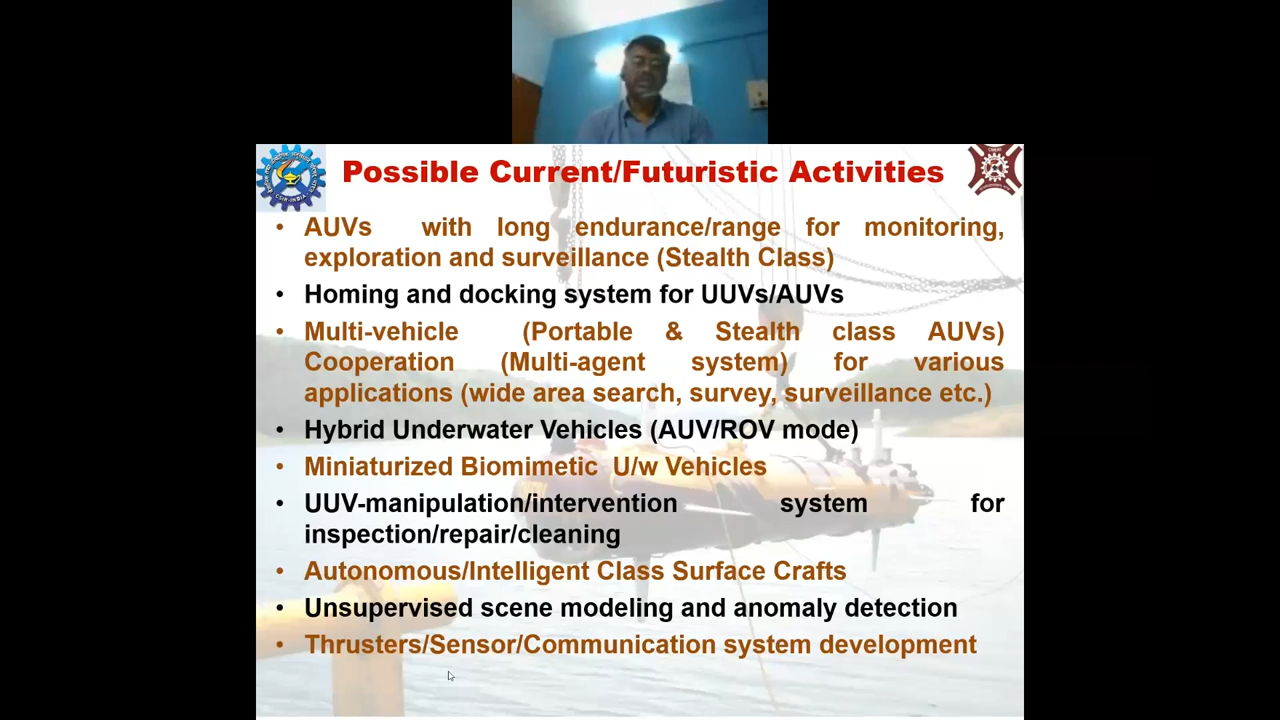 Possible Current/Futuristic Activities
• AUVs with long endurance/range for monitoring,
exploration and surveillance (Stealth Class)
• Homing and docking system for UUVs/AUVs
• Multi-vehicle (Portable & Stealth class AUVs)
Cooperation (Multi-agent system) for various
applications (wide area search, survey, surveillance etc.)
• Hybrid Underwater Vehicles (AUV/ROV mode)
• Miniaturized Biomimetic U/w Vehicles
• UUV-manipulation/intervention system for
inspection/repair/cleaning
• Autonomous/Intelligent Class Surface Crafts
• Unsupervised scene modeling and anomaly detection
• Thrusters/Sensor/Communication system development